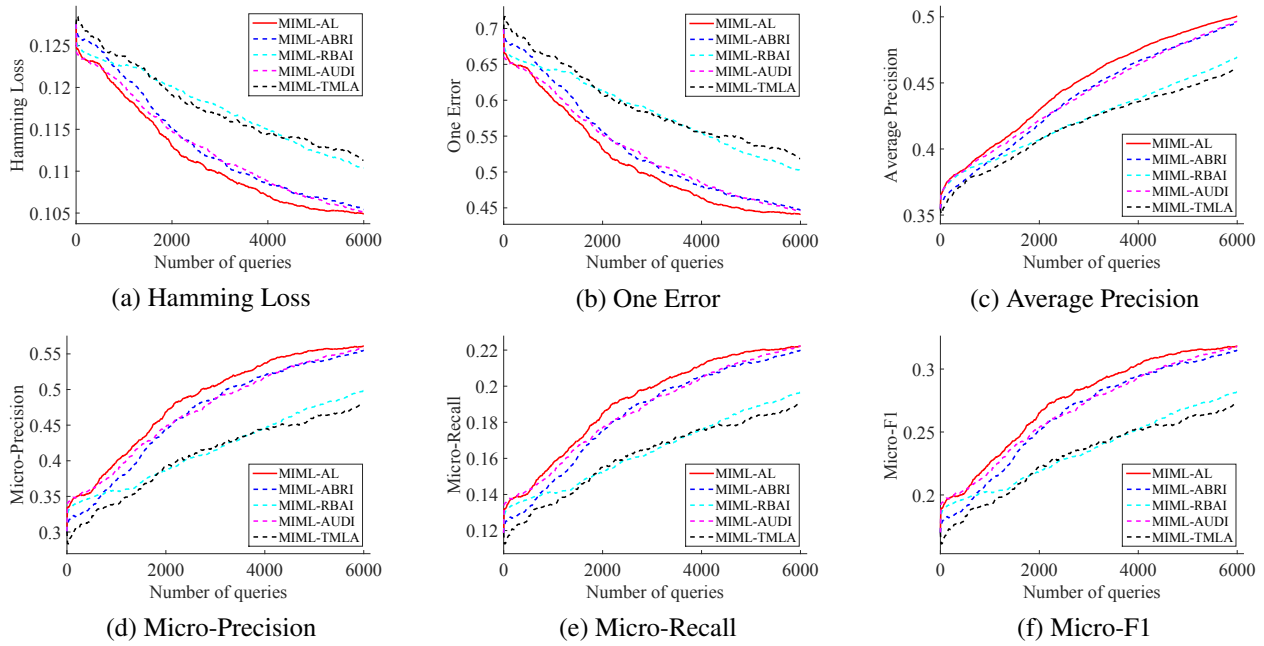 Hamming Loss
0.125
0.12
0.115
0.11
0.105
0 2000 4000 6000
Number of queries
MIML-AL
MIML-ABRI
MIML-RBAI
MIML-AUDI
MIML-TMLA
(a) Hamming Loss
One Error
0.7
0.65
0.6
0.55
0.5
0.45
0 2000 4000 6000
Number of queries
MIML-AL
MIML-ABRI
MIML-RBAI
MIML-AUDI
MIML-TMLA
(b) One Error
Average Precision
0.5
0.45
0.4
0.35
0 2000 4000 6000
Number of queries
MIML-AL
MIML-ABRI
MIML-RBAI
MIML-AUDI
MIML-TMLA
(c) Average Precision
Micro-Precision
0.55
0.5
0.45
0.4
0.35
0.3
0 2000 4000 6000
Number of queries
MIML-AL
MIML-ABRI
MIML-RBAI
MIML-AUDI
MIML-TMLA
(d) Micro-Precision
Micro-Recall
0.22
0.2
0.18
0.16
0.14
0.12
0 2000 4000 6000
Number of queries
MIML-AL
MIML-ABRI
MIML-RBAI
MIML-AUDI
MIML-TMLA
(e) Micro-Recall
Micro-F1
0.3
0.25
0.2
0 2000 4000 6000
Number of queries
MIML-AL
MIML-ABRI
MIML-RBAI
MIML-AUDI
MIML-TMLA
(f) Micro-F1